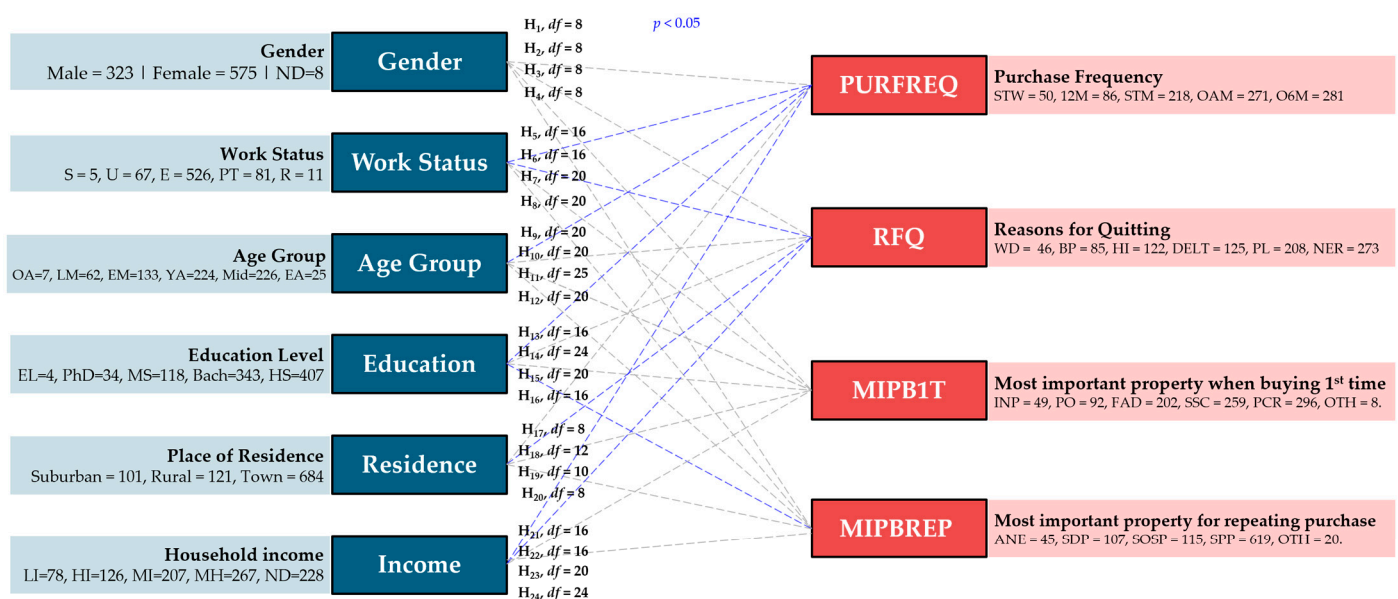 H1, df = 8
p < 0.05
H2, df = 8
H3, df = 8
H4, df = 8
Gender
Male = 323 | Female = 575 | ND=8
Gender
PURFREQ
Purchase Frequency
STW = 50, 12M = 86, STM = 218, OAM = 271, O6M = 281
H5, df = 16
H6, df = 16
H7, df = 20
H8, df = 20
Work Status
S = 5, U = 67, E = 526, PT = 81, R = 11
Work Status
RFQ
Reasons for Quitting
WD = 46, BP = 85, HI = 122, DELT = 125, PL = 208, NER = 273
H9, df = 20
H10, df = 20
H11, df = 25
H12, df = 20
Age Group
OA=7, LM=62, EM=133, YA=224, Mid=226, EA=25
Age Group
H13, df = 16
H14, df = 24
H15, df = 20
H16, df = 16
Education Level
EL=4, PhD=34, MS=118, Bach=343, HS=407
Education
MIPB1T
Most important property when buying 1st time
INP = 49, PO = 92, FAD = 202, SSC = 259, PCR = 296, OTH = 8.
H17, df = 8
H18, df = 12
H19, df = 10
H20, df = 8
Place of Residence
Suburban = 101, Rural = 121, Town = 684
Residence
MIPBREP
Most important property for repeating purchase
ANE = 45, SDP = 107, SOSP = 115, SPP = 619, OTH = 20.
H21, df = 16
H22, df = 16
H23, df = 20
H24, df = 24
Household income
LI=78, HI=126, MI=207, MH=267, ND=228
Income